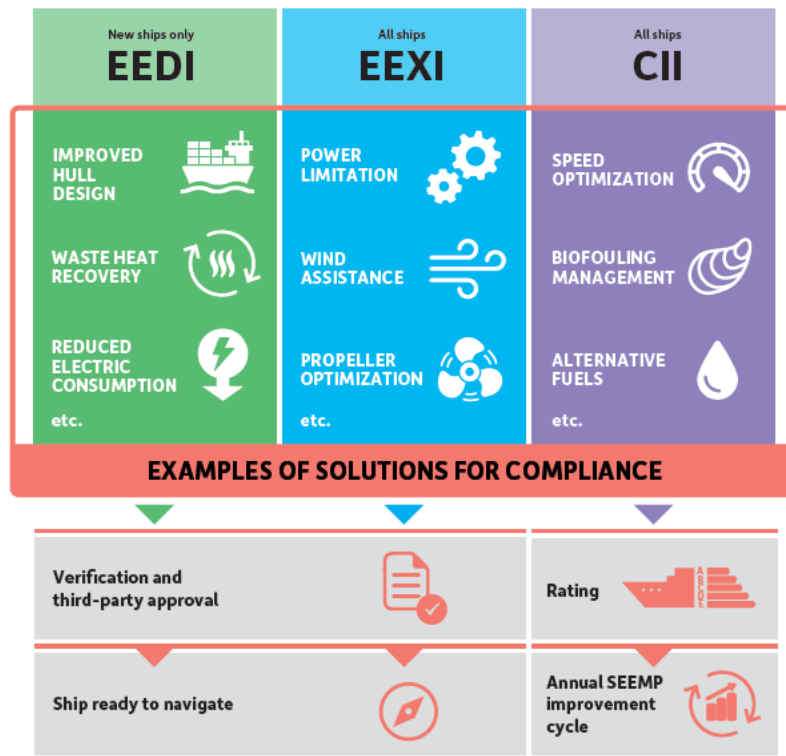 New ships only
EEDI
All ships
EEXI
All ships
CII
IMPROVED
HULL
DESIGN
WASTE HEAT
RECOVERY
REDUCED
ELECTRIC
CONSUMPTION
etc.
POWER
LIMITATION
WIND
ASSISTANCE
PROPELLER
OPTIMIZATION
etc.
SPEED
OPTIMIZATION
BIOFOULING
MANAGEMENT
ALTERNATIVE
FUELS
etc.
EXAMPLES OF SOLUTIONS FOR COMPLIANCE
Verification and
third-party approval
Rating
A
B
C
D
E
Ship ready to navigate
Annual SEEMP
improvement
cycle